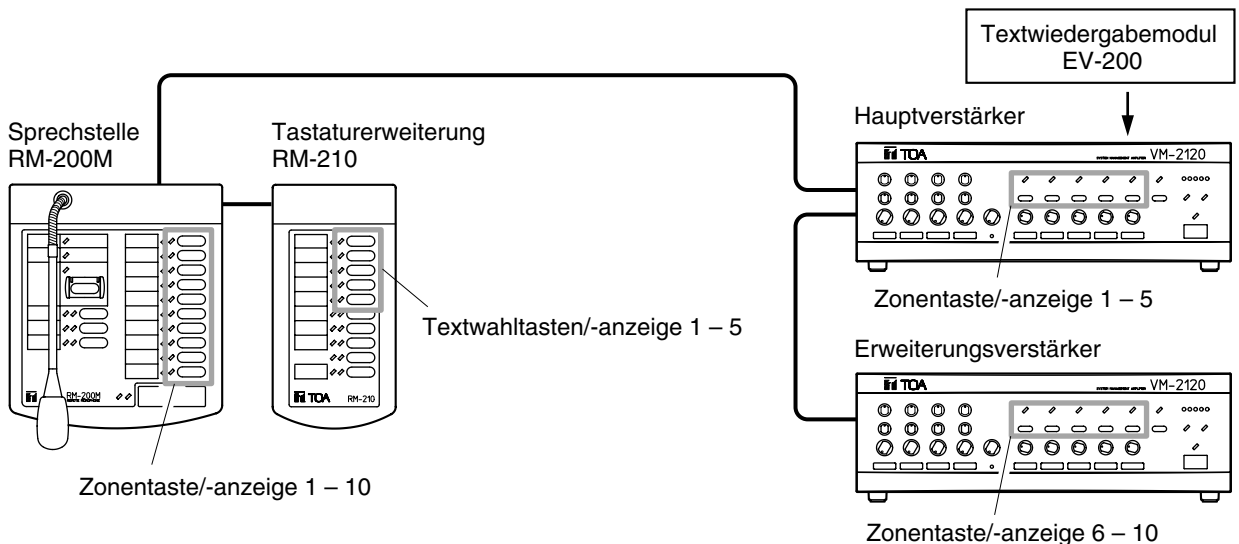 Textwiedergabemodul
EV-200
Sprechstelle
RM-200M
Tastaturerweiterung
RM-210
Hauptverstärker
TOA
VM-2120
Zonentaste/-anzeige 1 – 5
Textwahltasten/-anzeige 1 – 5
RM-200M
TOA
RM-210
Zonentaste/-anzeige 1 – 10
Erweiterungsverstärker
TOA
VM-2120
Zonentaste/-anzeige 6 – 10